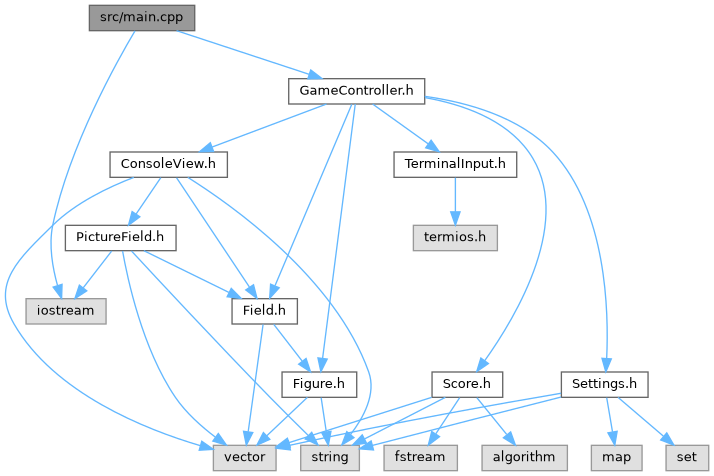 src/main.cpp
GameController.h
ConsoleView.h
TerminalInput.h
PictureField.h
termios.h
iostream
Field.h
Figure.h
Score.h
Settings.h
vector
string
fstream
algorithm
map
set